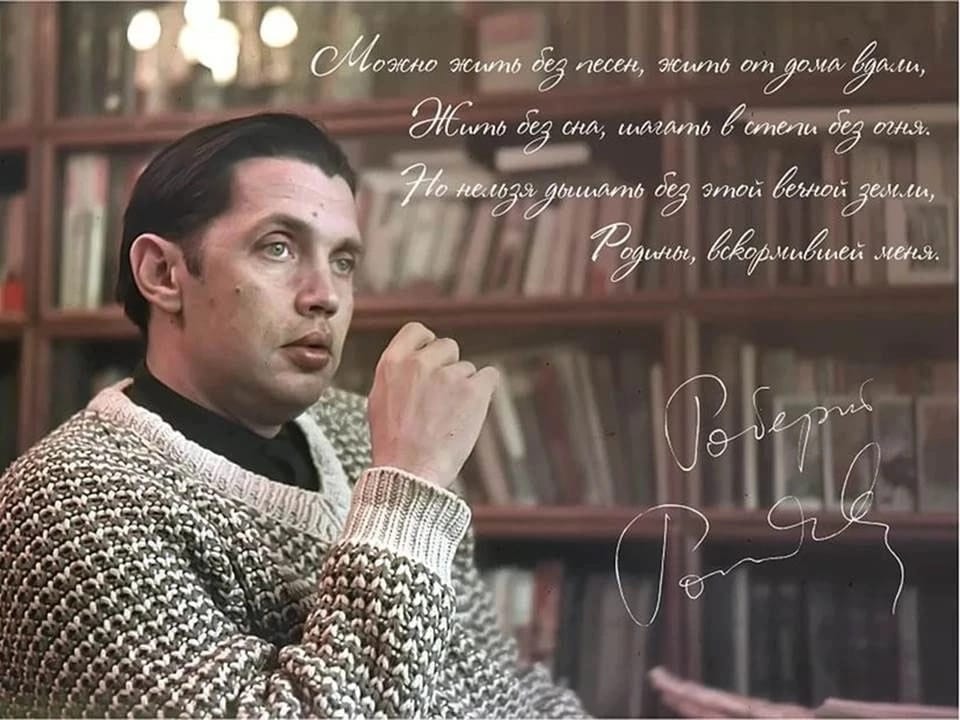 Можно жить без песен, жить от дома вдали,
Жить без сна, шагать в степи без огня.
Но нельзя дышать без этой вечной земли,
Родины, вскормившей меня.
Роберт